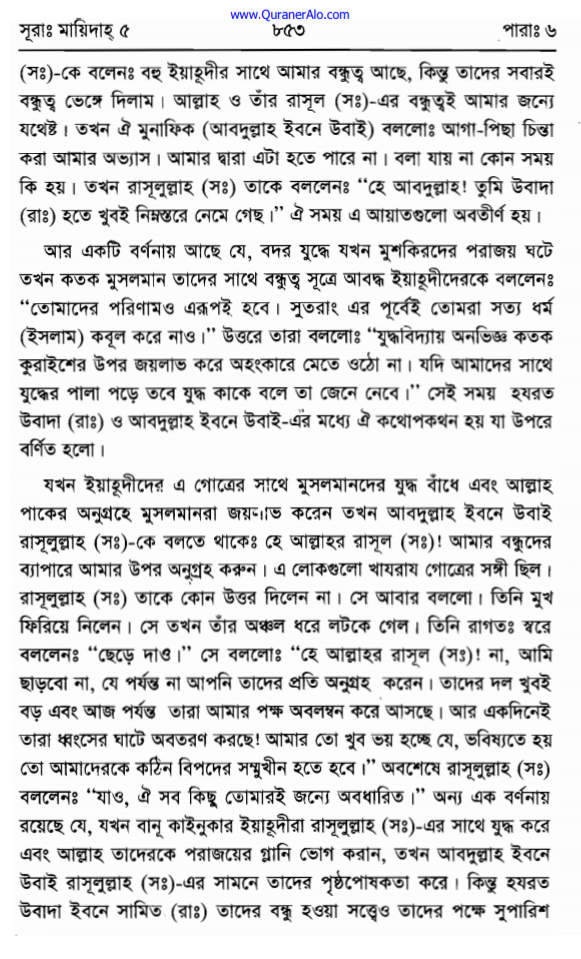 www.QuranerAlo.com
সূরাঃ মায়িদাহ্ ৫ ৮৫৩ পারাঃ ৬
(সঃ)-কে বলেনঃ বহু ইয়াহূদীর সাথে আমার বন্ধুত্ব আছে, কিন্তু তাদের সবারই
বন্ধুত্ব ভেঙ্গে দিলাম। আল্লাহ ও তাঁর রাসূল (সঃ)-এর বন্ধুত্বই আমার জন্যে
যথেষ্ট। তখন ঐ মুনাফিক (আবদুল্লাহ ইবনে উবাই) বললোঃ আগা-পিছা চিন্তা
করা আমার অভ্যাস। আমার দ্বারা এটা হতে পারে না। বলা যায় না কোন সময়
কি হয়। তখন রাসূলুল্লাহ (সঃ) তাকে বললেনঃ “হে আবদুল্লাহ! তুমি উবাদা
(রাঃ) হতে খুবই নিম্নস্তরে নেমে গেছ।” ঐ সময় এ আয়াতগুলো অবতীর্ণ হয়।
আর একটি বর্ণনায় আছে যে, বদর যুদ্ধে যখন মুশকিরদের পরাজয় ঘটে
তখন কতক মুসলমান তাদের সাথে বন্ধুত্ব সূত্রে আবদ্ধ ইয়াহূদীদেরকে বললেনঃ
“তোমাদের পরিণামও এরূপই হবে। সুতরাং এর পূর্বেই তোমরা সত্য ধর্ম
(ইসলাম) কবূল করে নাও।” উত্তরে তারা বললোঃ “যুদ্ধবিদ্যায় অনভিজ্ঞ কতক
কুরাইশের উপর জয়লাভ করে অহংকারে মেতে ওঠো না। যদি আমাদের সাথে
যুদ্ধের পালা পড়ে তবে যুদ্ধ কাকে বলে তা জেনে নেবে।” সেই সময় হযরত
উবাদা (রাঃ) ও আবদুল্লাহ ইবনে উবাই-এর মধ্যে ঐ কথোপকথন হয় যা উপরে
বর্ণিত হলো।
যখন ইয়াহূদীদের এ গোত্রের সাথে মুসলমানদের যুদ্ধ বাঁধে এবং আল্লাহ
পাকের অনুগ্রহে মুসলমানরা জয়লাভ করেন তখন আবদুল্লাহ ইবনে উবাই
রাসূলুল্লাহ (সঃ)-কে বলতে থাকেঃ হে আল্লাহর রাসূল (সঃ)! আমার বন্ধুদের
ব্যাপারে আমার উপর অনুগ্রহ করুন। এ লোকগুলো খাযরায গোত্রের সঙ্গী ছিল।
রাসূলুল্লাহ (সঃ) তাকে কোন উত্তর দিলেন না। সে আবার বললো। তিনি মুখ
ফিরিয়ে নিলেন। সে তখন তাঁর অঞ্চল ধরে লটকে গেল। তিনি রাগতঃ স্বরে
বললেনঃ “ছেড়ে দাও।” সে বললোঃ “হে আল্লাহর রাসূল (সঃ)! না, আমি
ছাড়বো না, যে পর্যন্ত না আপনি তাদের প্রতি অনুগ্রহ করেন। তাদের দল খুবই
বড় এবং আজ পর্যন্ত তারা আমার পক্ষ অবলম্বন করে আসছে। আর একদিনেই
তারা ধ্বংসের ঘাটে অবতরণ করছে! আমার তো খুব ভয় হচ্ছে যে, ভবিষ্যতে হয়
তো আমাদেরকে কঠিন বিপদের সম্মুখীন হতে হবে।” অবশেষে রাসূলুল্লাহ (সঃ)
বললেনঃ “যাও, ঐ সব কিছু তোমারই জন্যে অবধারিত।” অন্য এক বর্ণনায়
রয়েছে যে, যখন বানূ কাইনুকার ইয়াহূদীরা রাসূলুল্লাহ (সঃ)-এর সাথে যুদ্ধ করে
এবং আল্লাহ তাদেরকে পরাজয়ের গ্লানি ভোগ করান, তখন আবদুল্লাহ ইবনে
উবাই রাসূলুল্লাহ (সঃ)-এর সামনে তাদের পৃষ্ঠপোষকতা করে। কিন্তু হযরত
উবাদা ইবনে সামিত (রাঃ) তাদের বন্ধু হওয়া সত্ত্বেও তাদের পক্ষে সুপারিশ